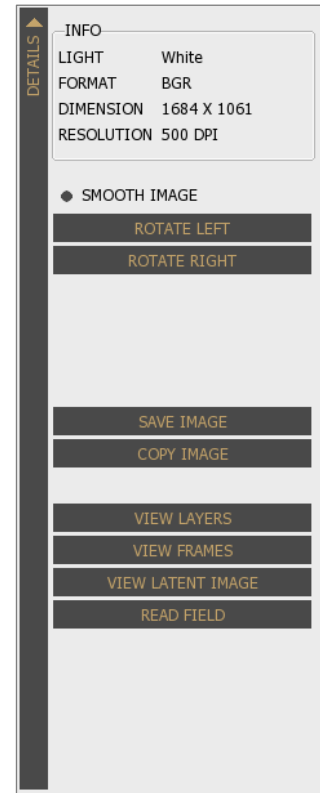 DETAILS
INFO
LIGHT White
FORMAT BGR
DIMENSION 1684 X 1061
RESOLUTION 500 DPI
SMOOTH IMAGE
ROTATE LEFT
ROTATE RIGHT
SAVE IMAGE
COPY IMAGE
VIEW LAYERS
VIEW FRAMES
VIEW LATENT IMAGE
READ FIELD